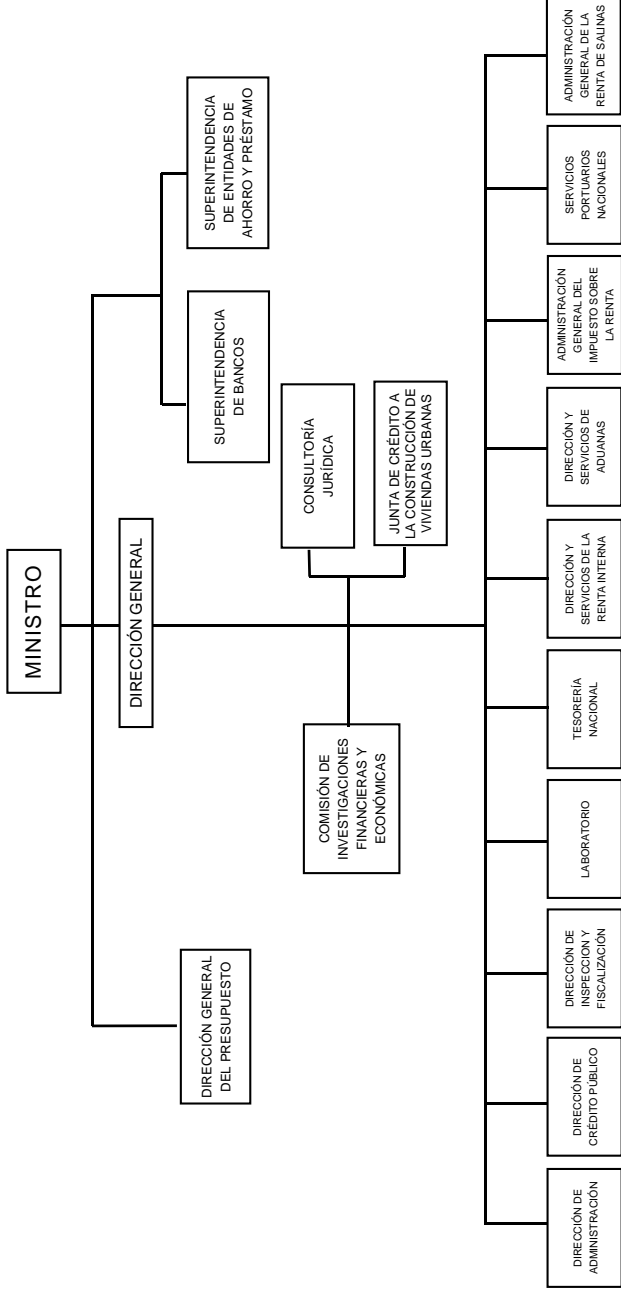 MINISTRO
DIRECCIÓN GENERAL
DIRECCIÓN GENERAL
DEL PRESUPUESTO
SUPERINTENDENCIA
DE BANCOS
SUPERINTENDENCIA
DE ENTIDADES DE
AHORRO Y PRÉSTAMO
COMISIÓN DE
INVESTIGACIONES
FINANCIERAS Y
ECONÓMICAS
CONSULTORÍA
JURÍDICA
JUNTA DE CRÉDITO A
LA CONSTRUCCIÓN DE
VIVIENDAS URBANAS
DIRECCIÓN DE
ADMINISTRACIÓN
DIRECCIÓN DE
CRÉDITO PÚBLICO
DIRECCIÓN DE
INSPECCION Y
FISCALIZACIÓN
LABORATORIO
TESORERÍA
NACIONAL
DIRECCIÓN Y
SERVICIOS DE LA
RENTA INTERNA
DIRECCIÓN Y
SERVICIOS DE
ADUANAS
ADMINISTRACIÓN
GENERAL DEL
IMPUESTO SOBRE
LA RENTA
SERVICIOS
PORTUARIOS
NACIONALES
ADMINISTRACIÓN
GENERAL DE LA
RENTA DE SALINAS